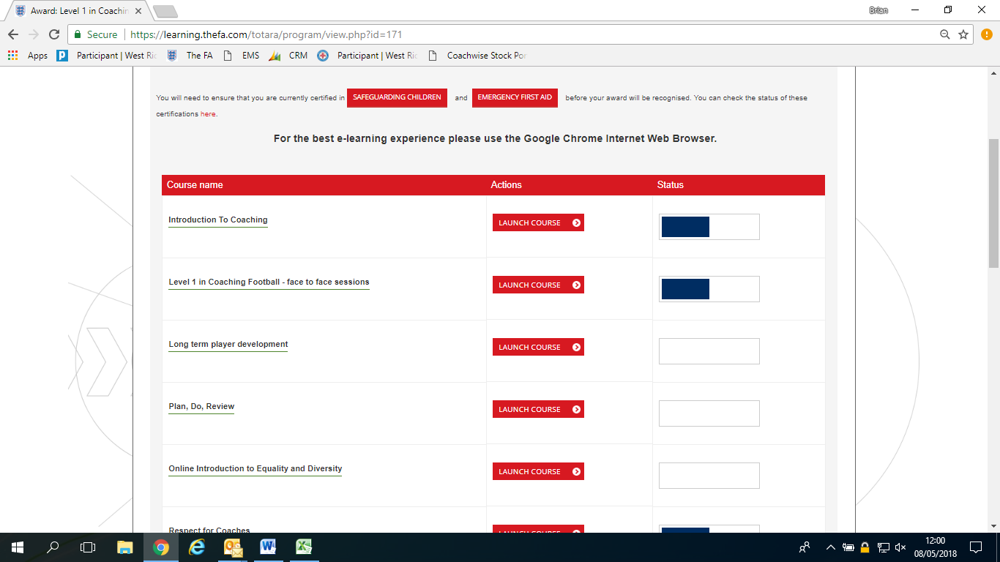 Award: Level 1 in Coachin
Brian
Secure https://learning.thefa.com/totara/program/view.php?id=171
Apps Participant | West Ri The FA EMS CRM Participant | West Ri Coachwise Stock Por
You will need to ensure that you are currently certified in SAFEGUARDING CHILDREN and EMERGENCY FIRST AID before your award will be recognised. You can check the status of these
certifications here.
For the best e-learning experience please use the Google Chrome Internet Web Browser.
Course name Actions Status
Introduction To Coaching LAUNCH COURSE
Level 1 in Coaching Football - face to face sessions LAUNCH COURSE
Long term player development LAUNCH COURSE
Plan, Do, Review LAUNCH COURSE
Online Introduction to Equality and Diversity LAUNCH COURSE
Respect for Coaches LAUNCH COURSE
12:00
08/05/2018